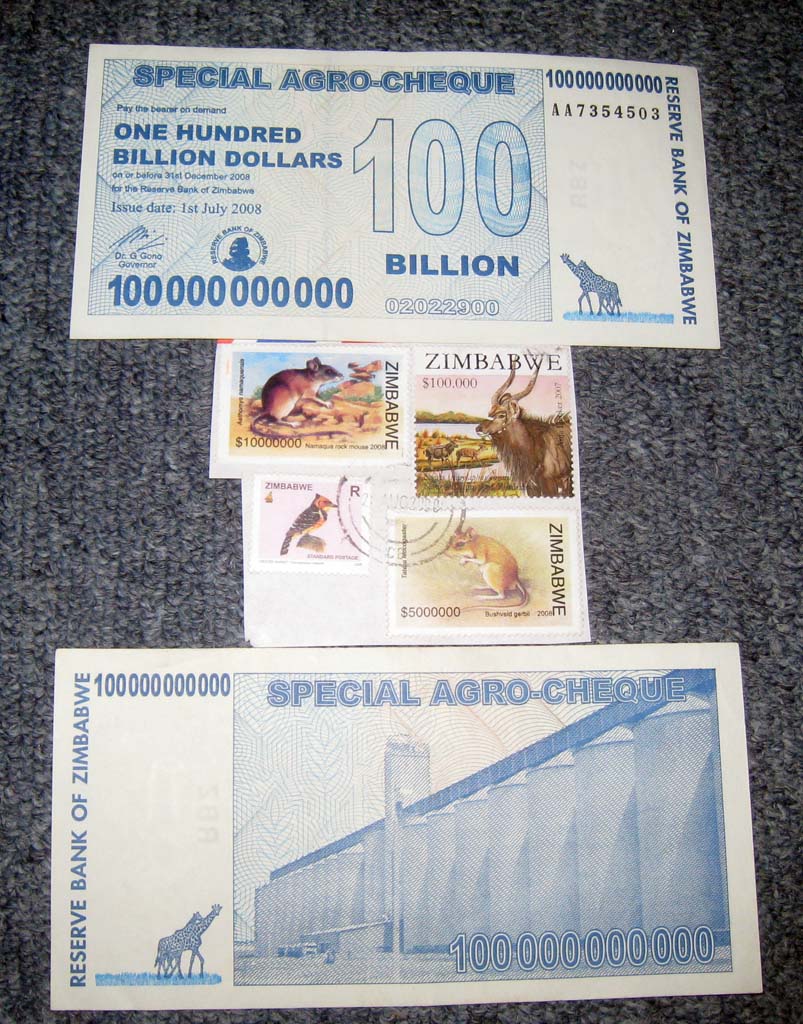 SPECIAL AGRO-CHEQUE
100000000000
AA7354503
Pay the bearer on demand
ONE HUNDRED
BILLION DOLLARS
on or before 31st December 2008
for the Reserve Bank of Zimbabwe
Issue date: 1st July 2008
100
BILLION
RESERVE BANK OF ZIMBABWE
Dr. G Gono
Governor
RESERVE BANK OF ZIMBABWE
100000000000
02022900
RBZ
ZIMBABWE
$10000000
Namaqua rock mouse 2008
ZIMBABWE
$100,000
2007
ZIMBABWE
R
STANDARD POSTAGE
ZIMBABWE
$5000000
Bushveld gerbil 2008
RESERVE BANK OF ZIMBABWE
100000000000
SPECIAL AGRO-CHEQUE
RBZ
100000000000